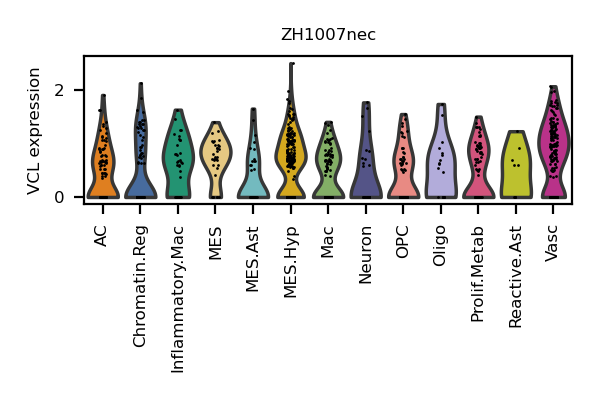 ZH1007nec
VCL expression
2
0
AC
Chromatin.Reg
Inflammatory.Mac
MES
MES.Ast
MES.Hyp
Mac
Neuron
OPC
Oligo
Prolif.Metab
Reactive.Ast
Vasc